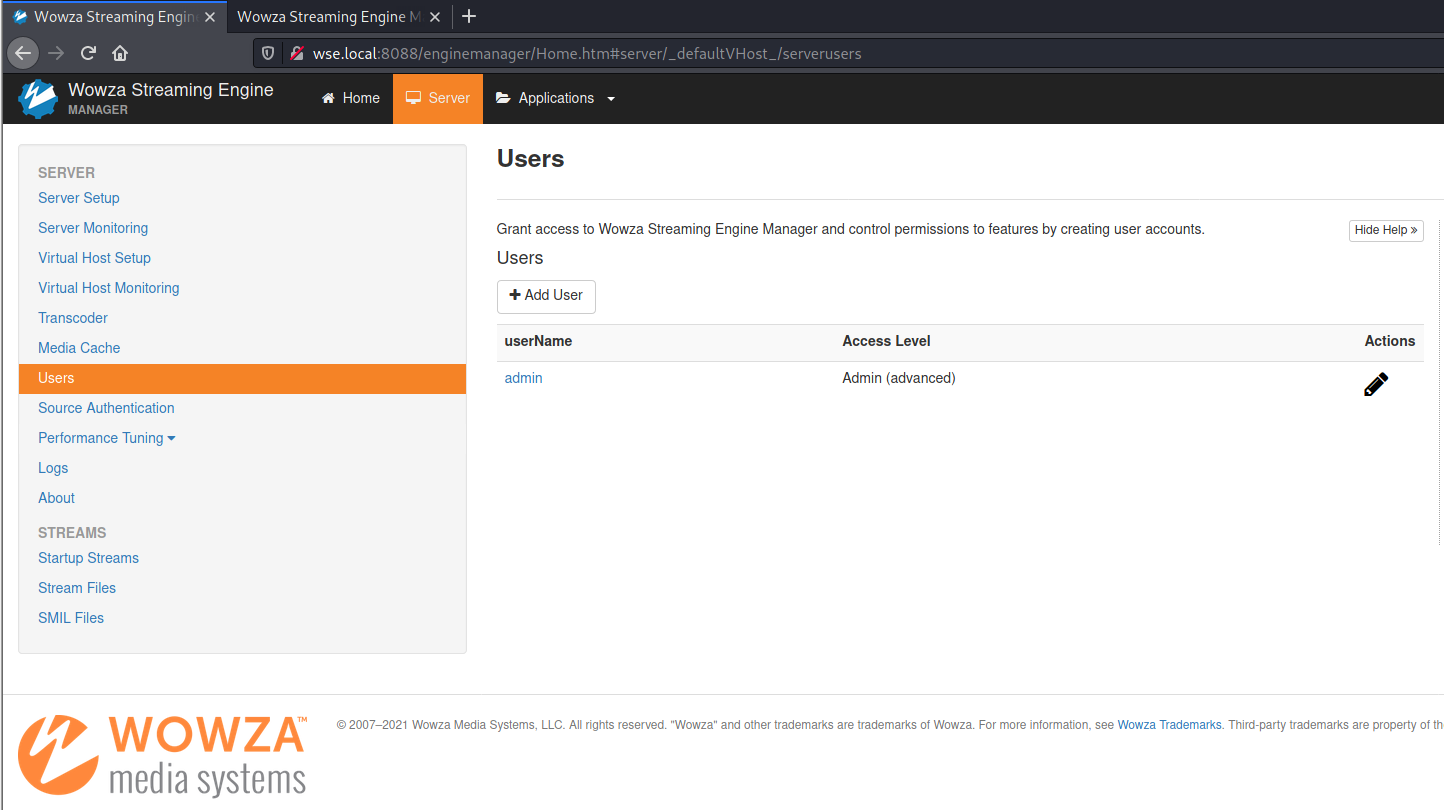 Wowza Streaming Engin
Wowza Streaming Engine M
wse.local:8088/enginemanager/Home.htm#server/_defaultVHost_/serverusers
Wowza Streaming Engine
MANAGER
Home
Server
Applications
SERVER
Server Setup
Server Monitoring
Virtual Host Setup
Virtual Host Monitoring
Transcoder
Media Cache
Users
Source Authentication
Performance Tuning
Logs
About
STREAMS
Startup Streams
Stream Files
SMIL Files
Users
Grant access to Wowza Streaming Engine Manager and control permissions to features by creating user accounts.
Hide Help »
Users
+ Add User
userName Access Level Actions
admin Admin (advanced)
WOWZA™
media systems
© 2007–2021 Wowza Media Systems, LLC. All rights reserved. "Wowza" and other trademarks are trademarks of Wowza. For more information, see Wowza Trademarks. Third-party trademarks are property of th